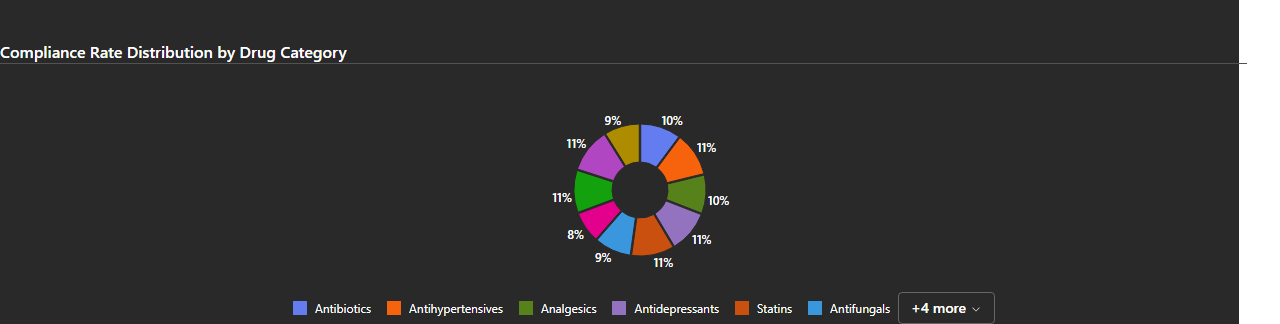 Compliance Rate Distribution by Drug Category
9% 10%
11% 11%
11% 10%
8% 11%
9% 11%
Antibiotics Antihypertensives Analgesics Antidepressants Statins Antifungals +4 more